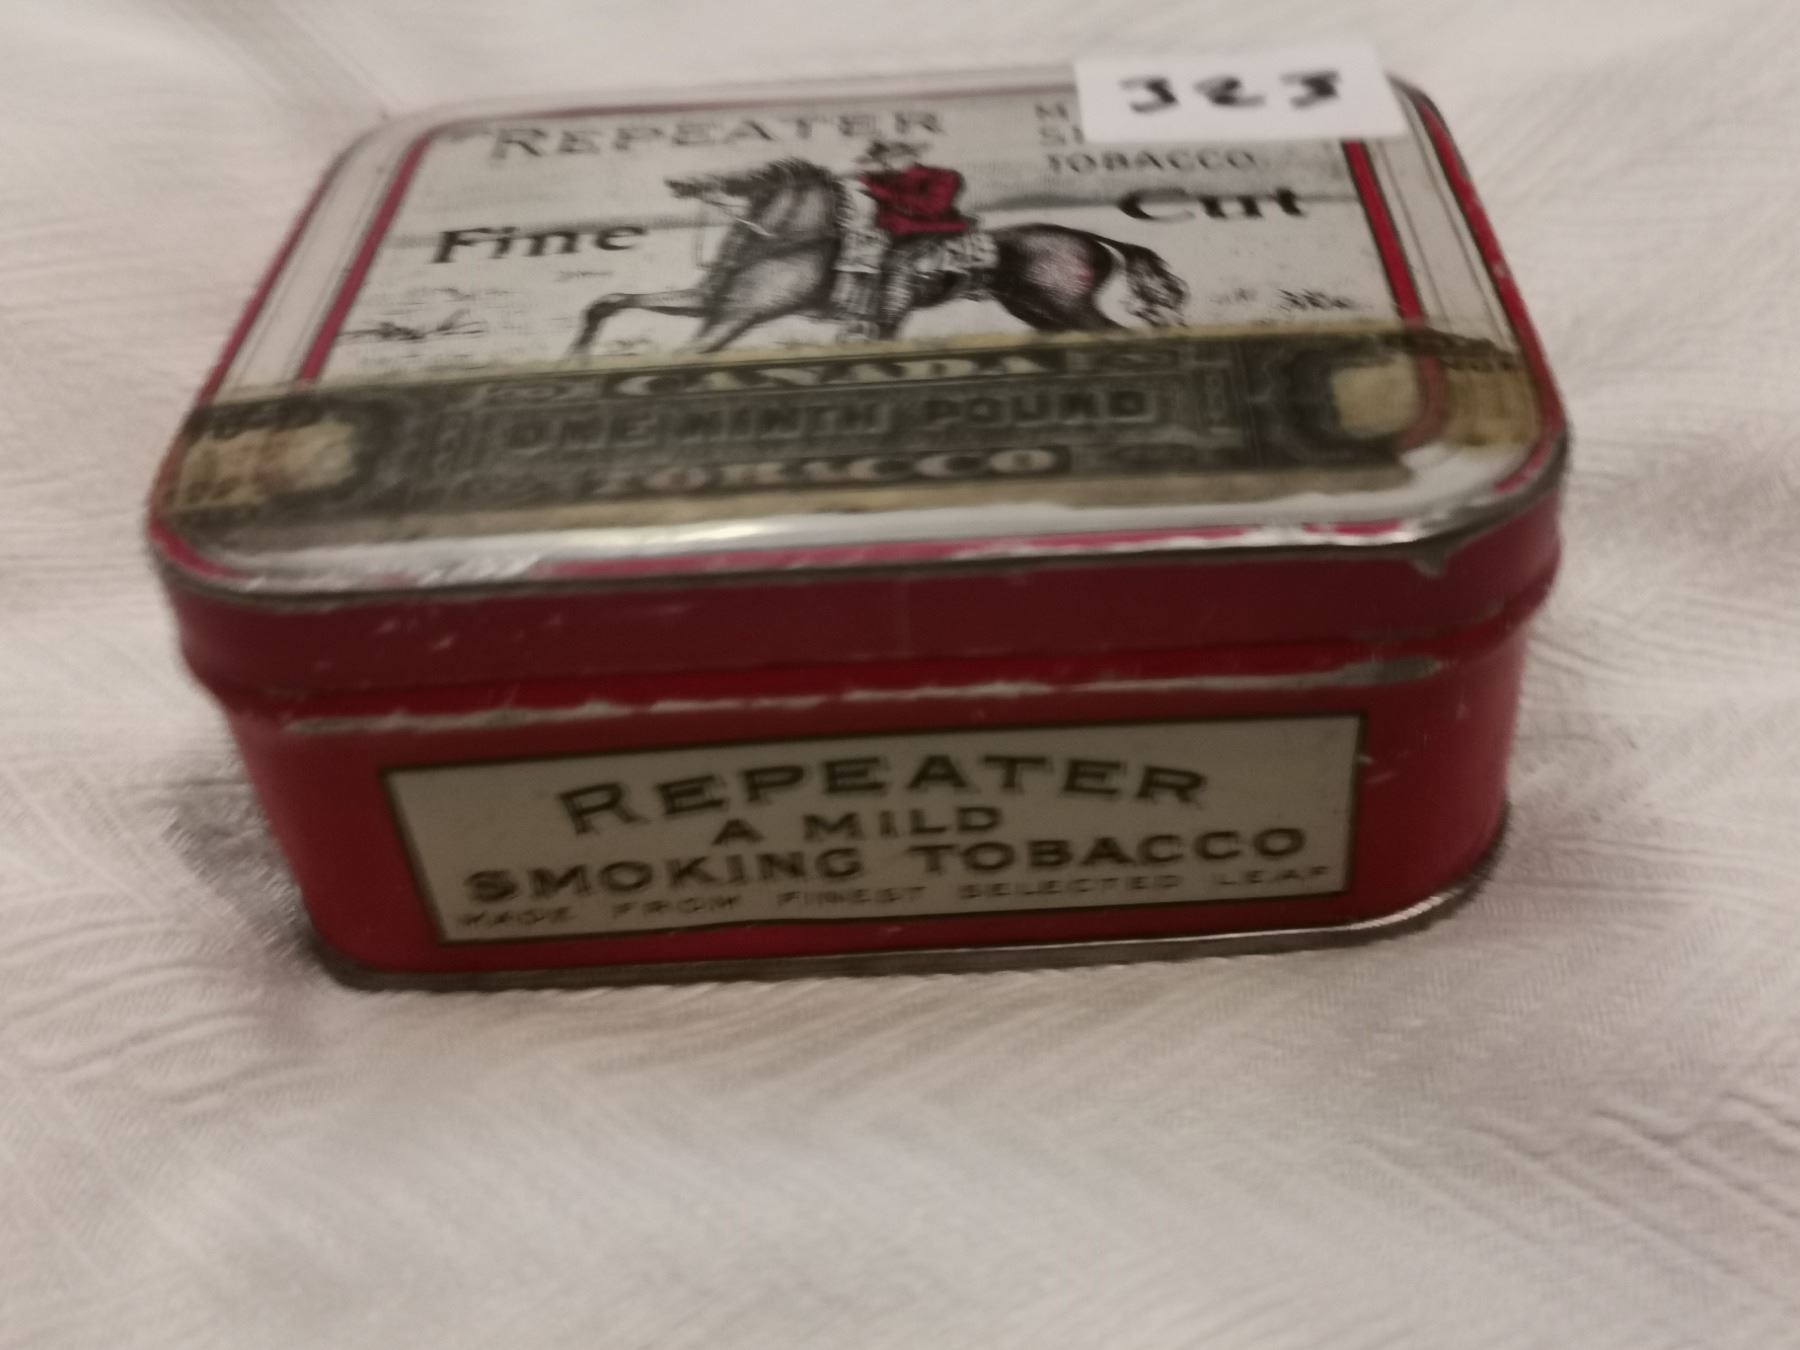 323
REPEATER
TOBACCO
Fine Cut
CANADA
ONE NINTH POUND
TOBACCO
REPEATER
A MILD
SMOKING TOBACCO
MADE FROM FINEST SELECTED LEAF